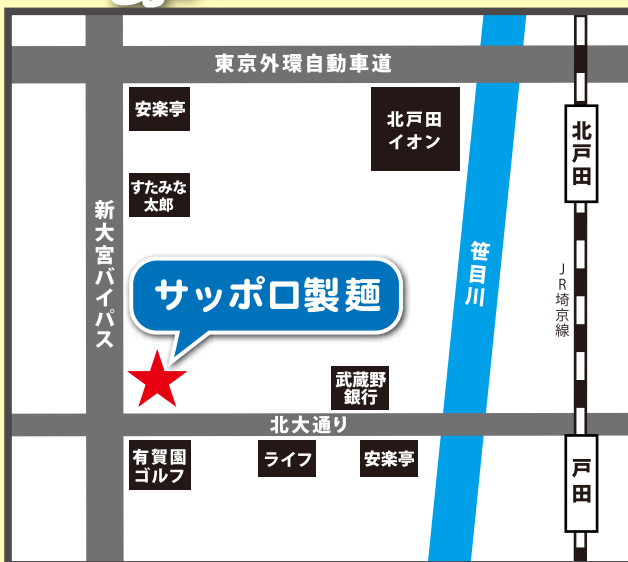 東京外環自動車道
安楽亭
北戸田
イオン
北戸田
すたみな
太郎
新大宮バイパス
笹目川
JR埼京線
サッポロ製麺
武蔵野
銀行
北大通り
有賀園
ゴルフ
ライフ
安楽亭
戸田